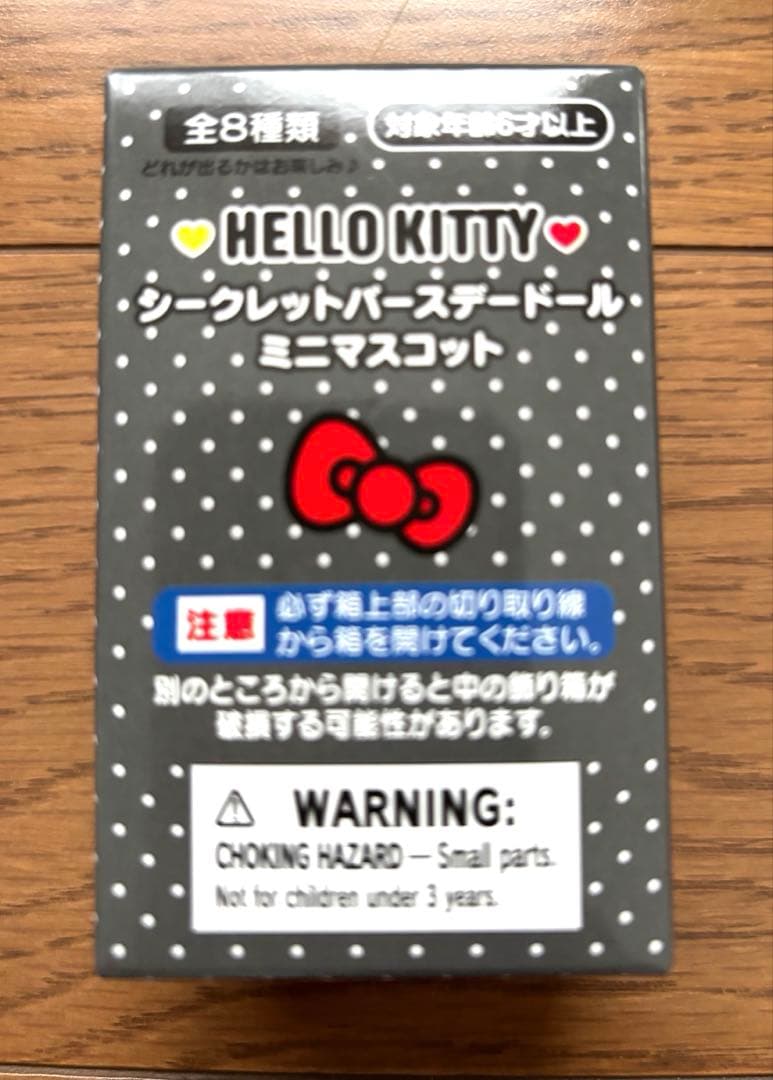 全8種類
対象年齢6才以上
どれが出るかはお楽しみ♪
HELLO KITTY
シークレットバースデードール
ミニマスコット
注意
必ず箱上部の切り取り線
から箱を開けてください。
別のところから開けると中の飾り箱が
破損する可能性があります。
WARNING:
CHOKING HAZARD — Small parts.
Not for children under 3 years.